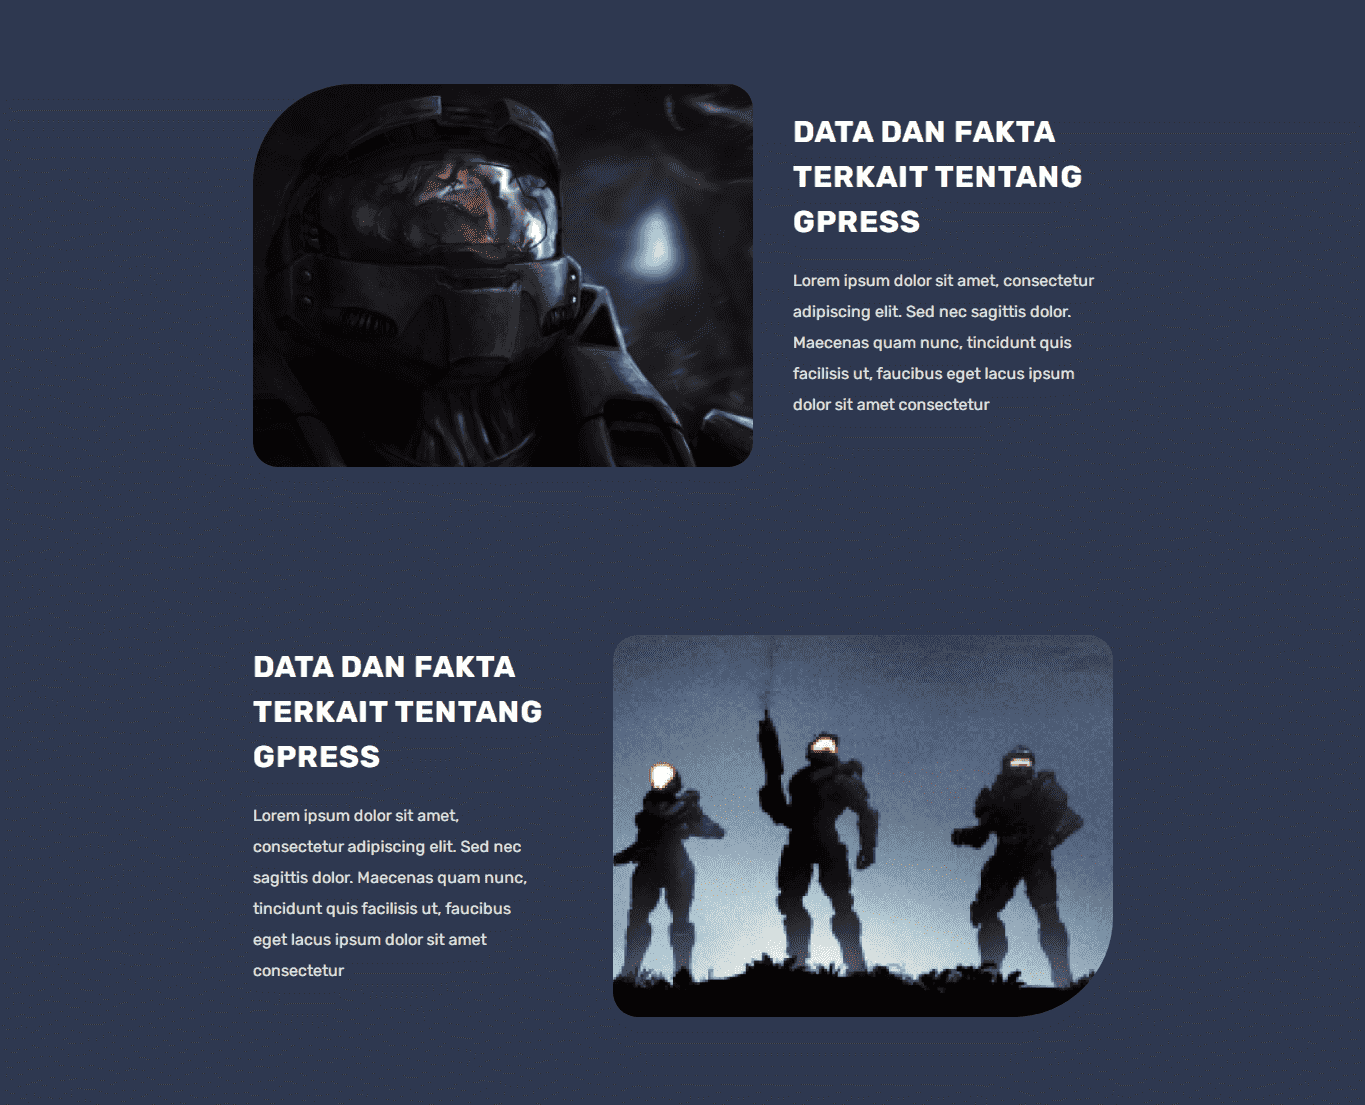 DATA DAN FAKTA
TERKAIT TENTANG
GPRESS
Lorem ipsum dolor sit amet, consectetur
adipiscing elit. Sed nec sagittis dolor.
Maecenas quam nunc, tincidunt quis
facilisis ut, faucibus eget lacus ipsum
dolor sit amet consectetur
DATA DAN FAKTA
TERKAIT TENTANG
GPRESS
Lorem ipsum dolor sit amet,
consectetur adipiscing elit. Sed nec
sagittis dolor. Maecenas quam nunc,
tincidunt quis facilisis ut, faucibus
eget lacus ipsum dolor sit amet
consectetur